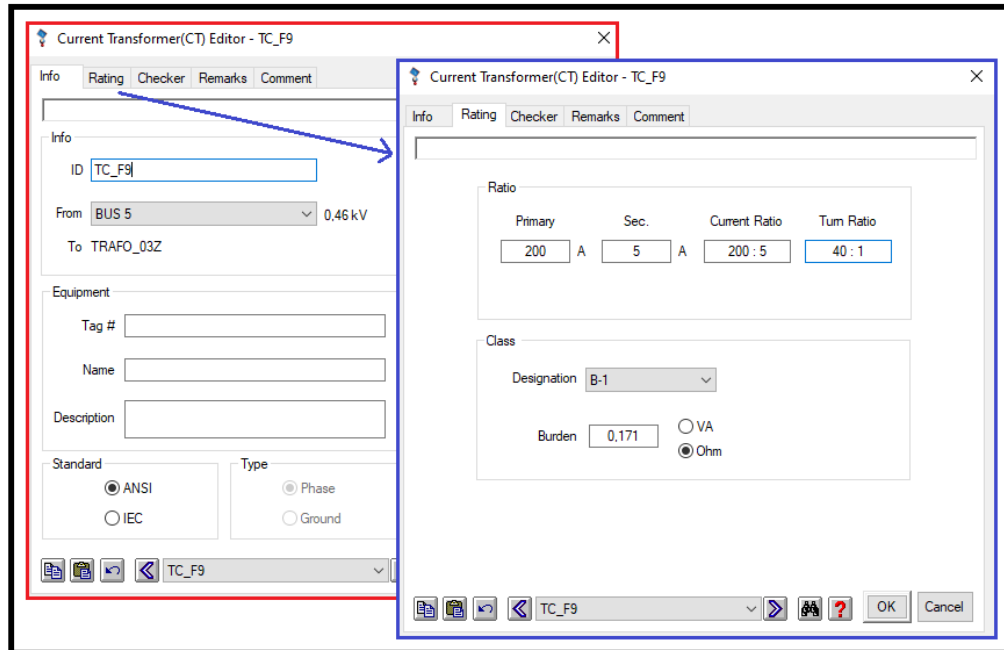 Current Transformer(CT) Editor - TC_F9
Info Rating Checker Remarks Comment
Info
ID TC_F9
From BUS 5 0,46 kV
To TRAFO_03Z
Equipment
Tag #
Name
Description
Standard Type
ANSI Phase
IEC Ground
TC_F9
Current Transformer(CT) Editor - TC_F9
Info Rating Checker Remarks Comment
Ratio
Primary Sec. Current Ratio Turn Ratio
200 A 5 A 200 : 5 40 : 1
Class
Designation B-1
Burden 0,171 VA
Ohm
TC_F9 ? OK Cancel